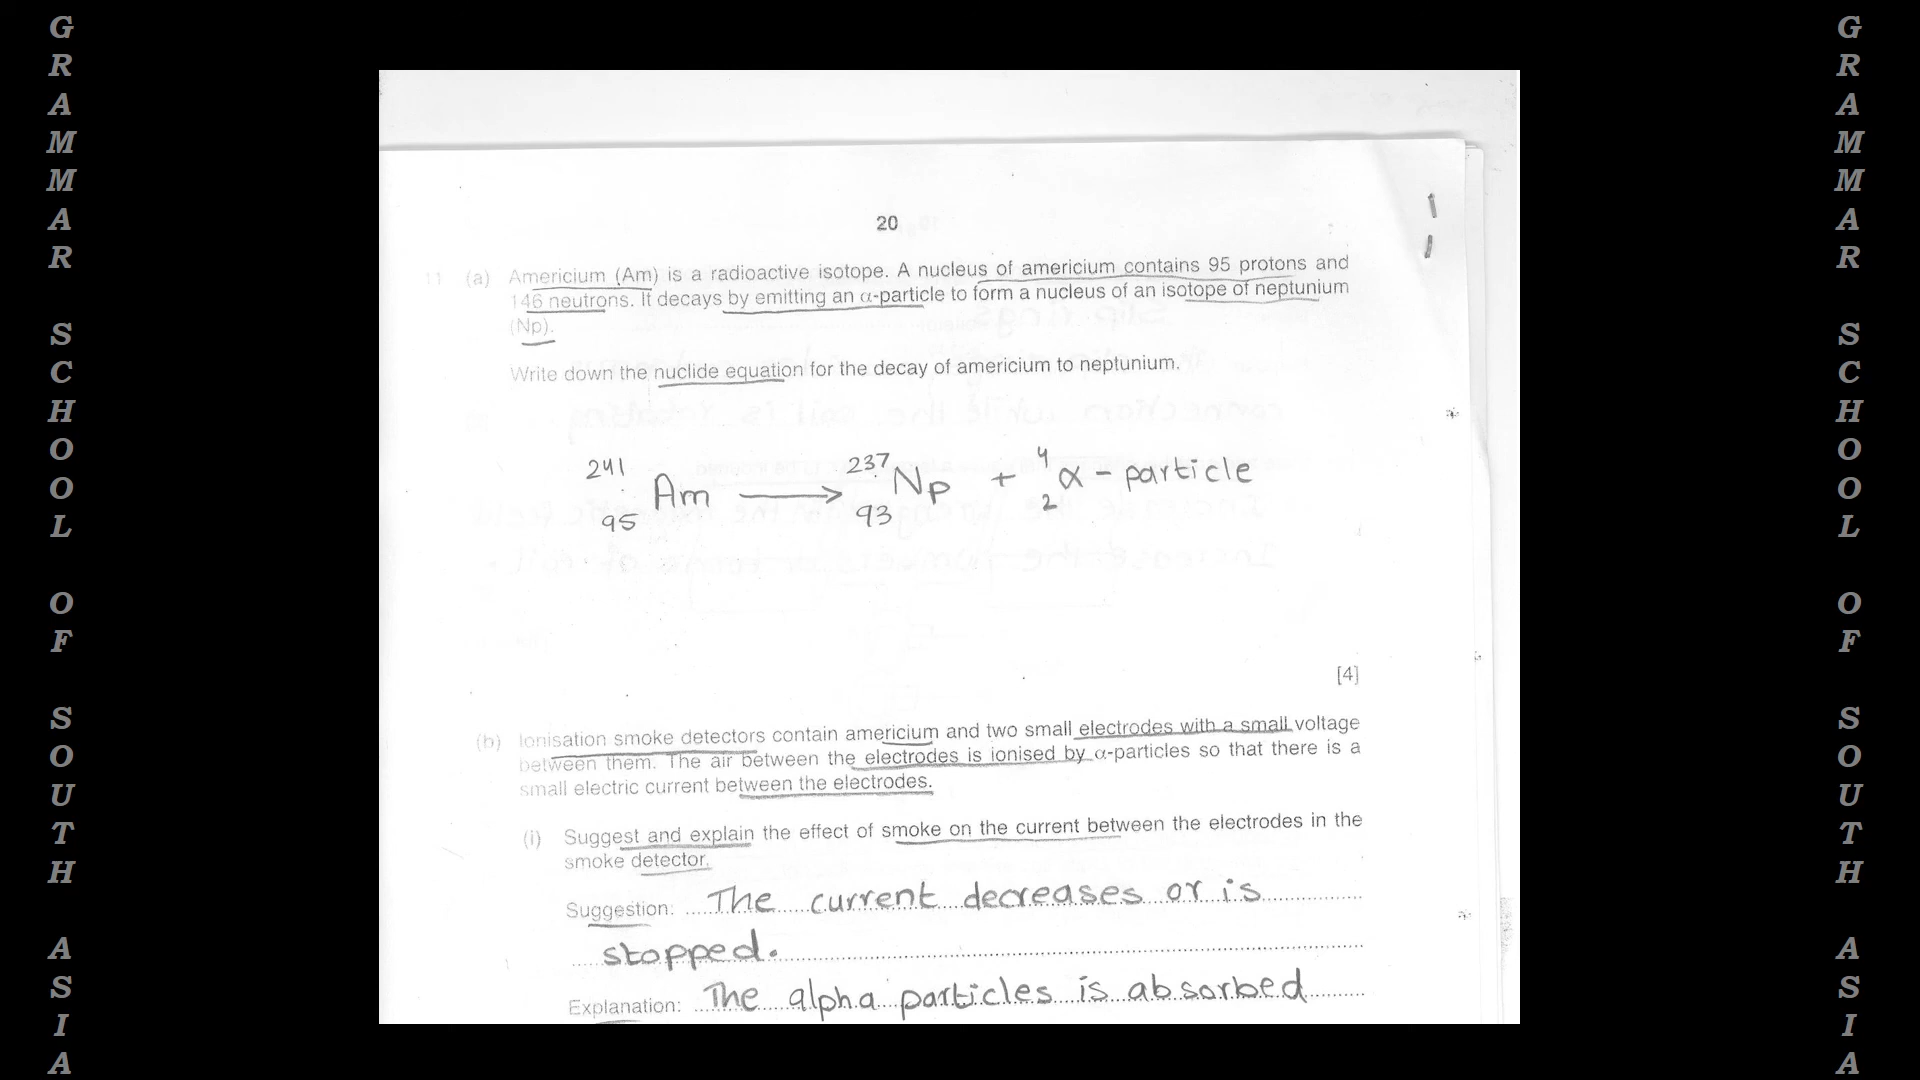 GRAMMAR SCHOOL OF SOUTH ASIA
20
11 (a) Americium (Am) is a radioactive isotope. A nucleus of americium contains 95 protons and
146 neutrons. It decays by emitting an α-particle to form a nucleus of an isotope of neptunium
(Np).
Write down the nuclide equation for the decay of americium to neptunium.
241 95 Am ⟶ 237 93 Np + 4 2 α - particle
[4]
(b) Ionisation smoke detectors contain americium and two small electrodes with a small voltage
between them. The air between the electrodes is ionised by α-particles so that there is a
small electric current between the electrodes.
(i) Suggest and explain the effect of smoke on the current between the electrodes in the
smoke detector.
Suggestion: The current decreases or is
stopped.
Explanation: The alpha particles is absorbed
GRAMMAR SCHOOL OF SOUTH ASIA